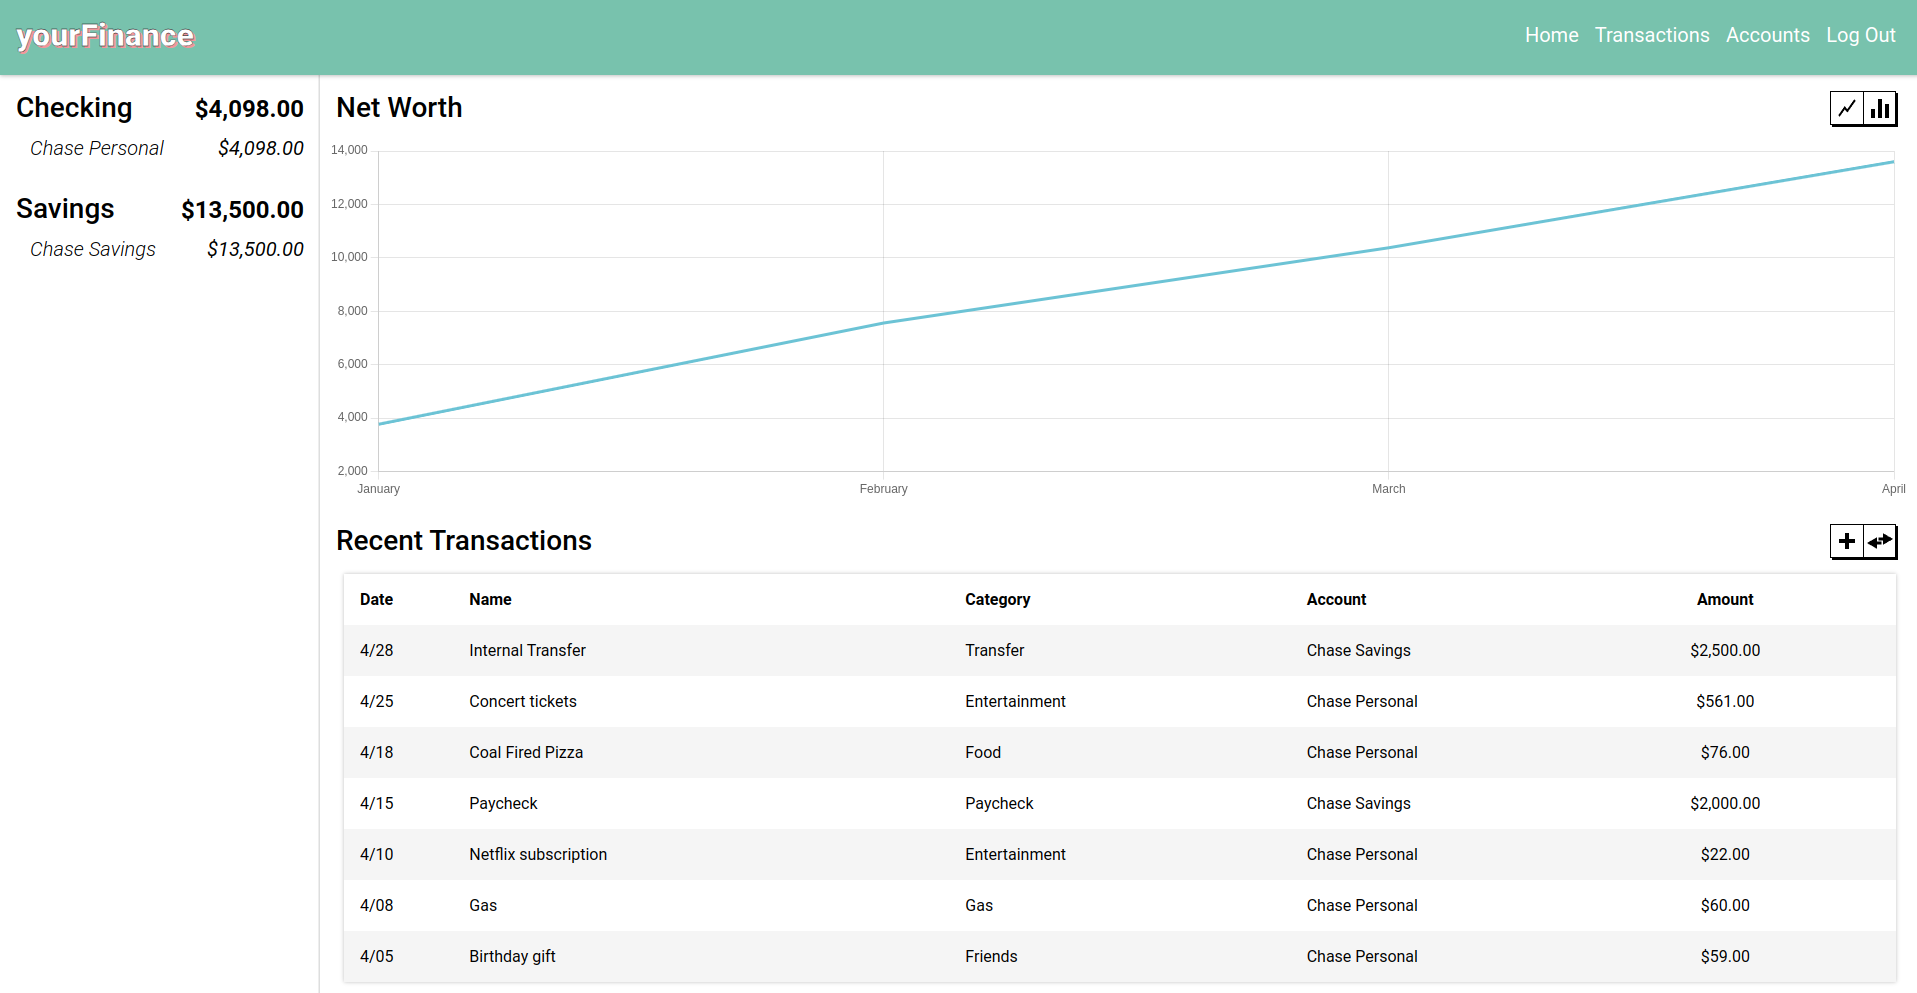 yourFinance
Home Transactions Accounts Log Out
Checking $4,098.00
Chase Personal $4,098.00
Savings $13,500.00
Chase Savings $13,500.00
Net Worth
14,000
12,000
10,000
8,000
6,000
4,000
2,000
January February March April
Recent Transactions
Date Name Category Account Amount
4/28 Internal Transfer Transfer Chase Savings $2,500.00
4/25 Concert tickets Entertainment Chase Personal $561.00
4/18 Coal Fired Pizza Food Chase Personal $76.00
4/15 Paycheck Paycheck Chase Savings $2,000.00
4/10 Netflix subscription Entertainment Chase Personal $22.00
4/08 Gas Gas Chase Personal $60.00
4/05 Birthday gift Friends Chase Personal $59.00